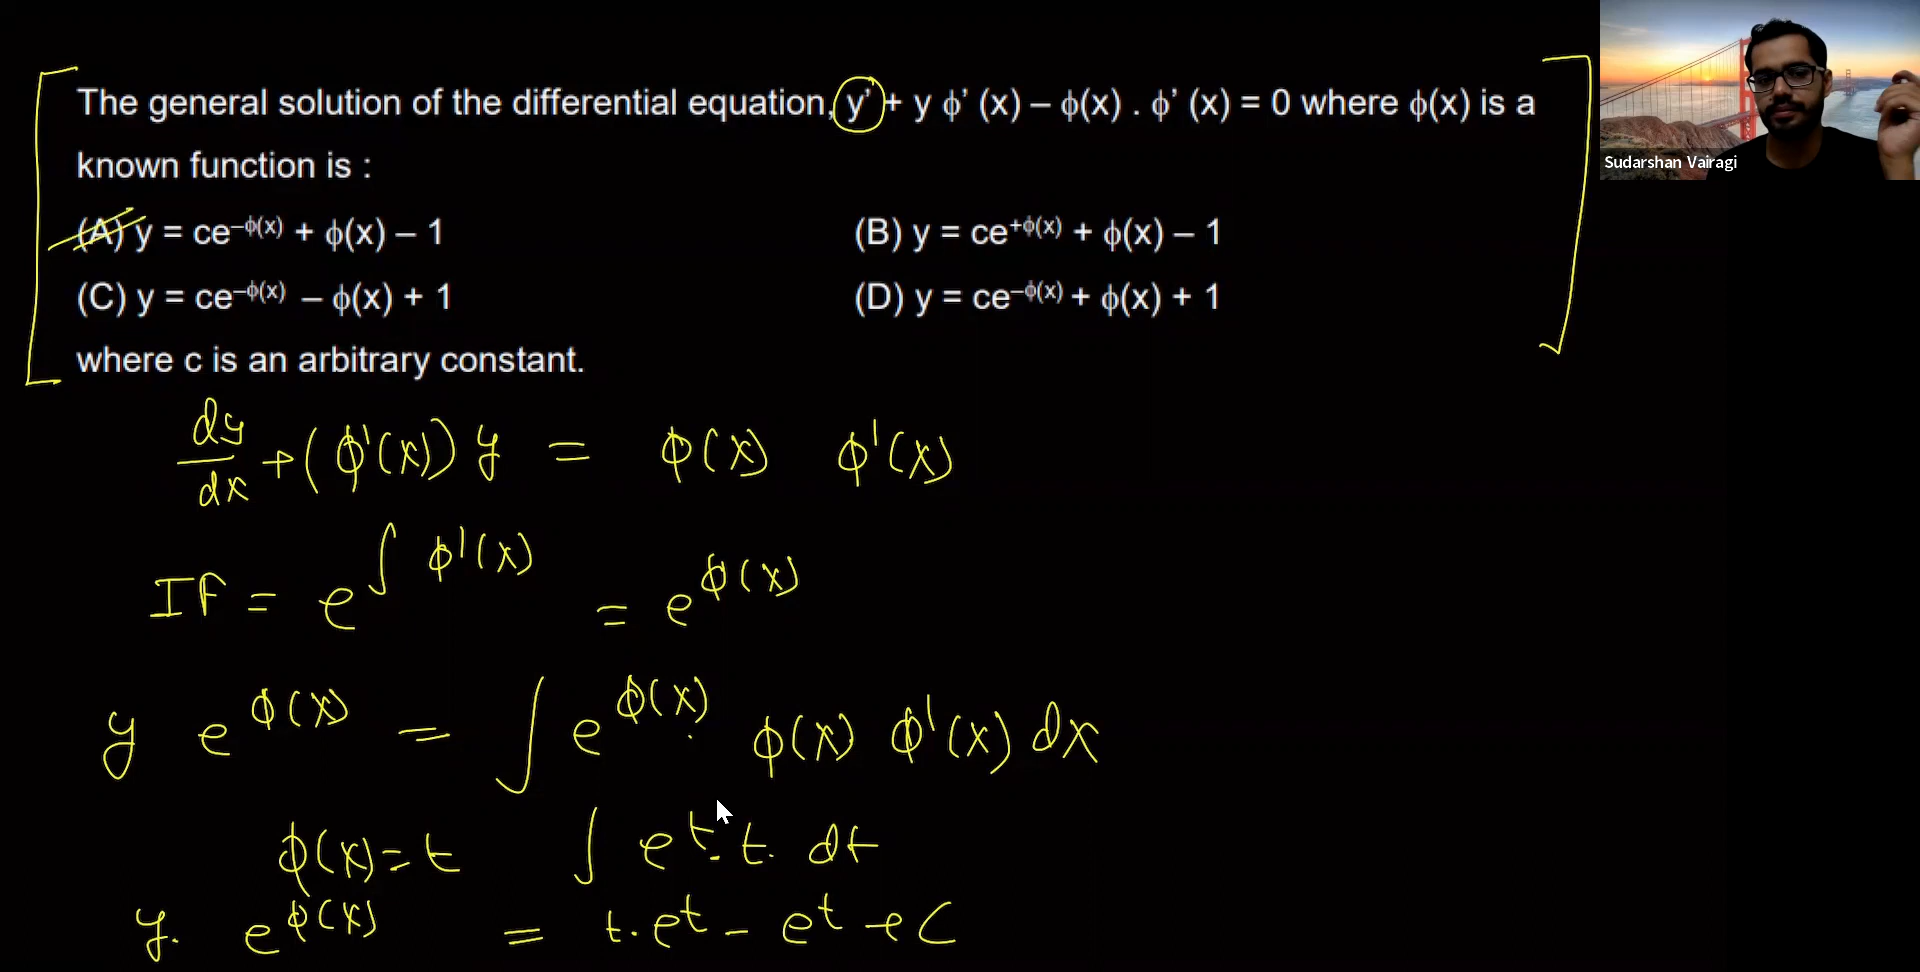 The general solution of the differential equation, y' + y ϕ' (x) – ϕ(x) . ϕ' (x) = 0 where ϕ(x) is a
known function is :
(A) y = ce^–ϕ(x) + ϕ(x) – 1
(B) y = ce^+ϕ(x) + ϕ(x) – 1
(C) y = ce^–ϕ(x) – ϕ(x) + 1
(D) y = ce^–ϕ(x) + ϕ(x) + 1
where c is an arbitrary constant.
Sudarshan Vairagi
dy/dx + (ϕ'(x)) y = ϕ(x) ϕ'(x)
IF = e^∫ ϕ'(x) = e^ϕ(x)
y e^ϕ(x) = ∫ e^ϕ(x) . ϕ(x) ϕ'(x) dx
ϕ(x) = t ∫ e^t . t . dt
y . e^ϕ(x) = t . e^t – e^t + C